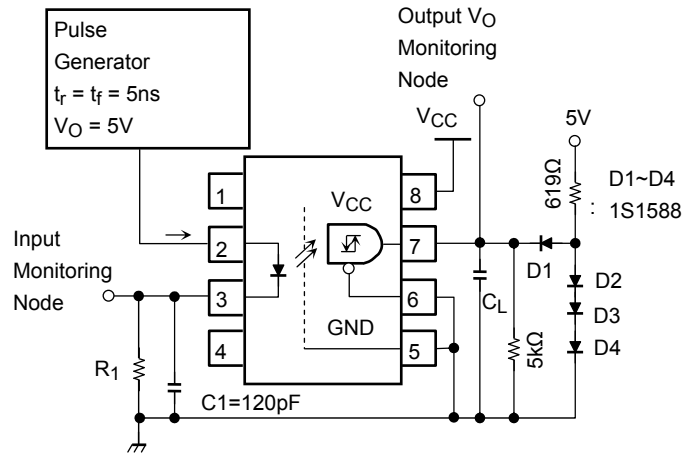 Pulse
Generator
tr = tf = 5ns
VO = 5V
Output VO
Monitoring
Node
VCC
5V
619Ω
D1~D4
: 1S1588
1
2
3
4
8
7
6
5
VCC
GND
Input
Monitoring
Node
R1
C1=120pF
CL
5kΩ
D1
D2
D3
D4